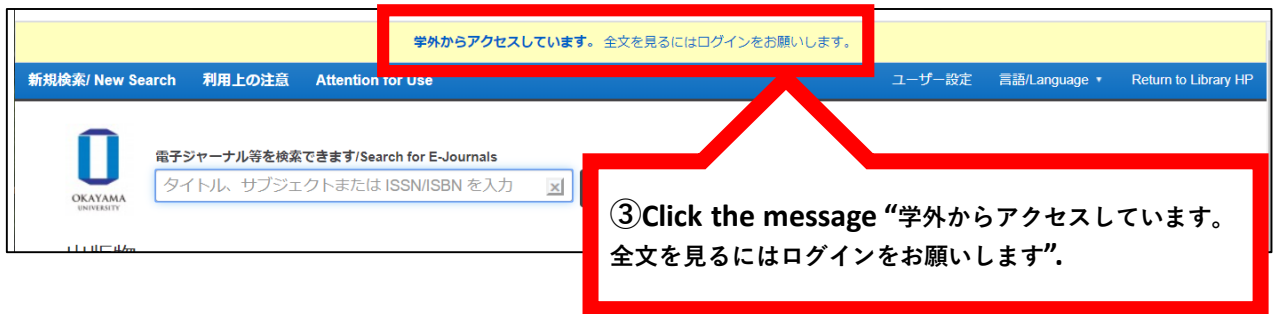 学外からアクセスしています。 全文を見るにはログインをお願いします。
新規検索/ New Search 利用上の注意 Attention for Use ユーザー設定 言語/Language Return to Library HP
電子ジャーナル等を検索できます/Search for E-Journals
タイトル、サブジェクトまたは ISSN/ISBN を入力 x
OKAYAMA
UNIVERSITY
③Click the message “学外からアクセスしています。
全文を見るにはログインをお願いします”.